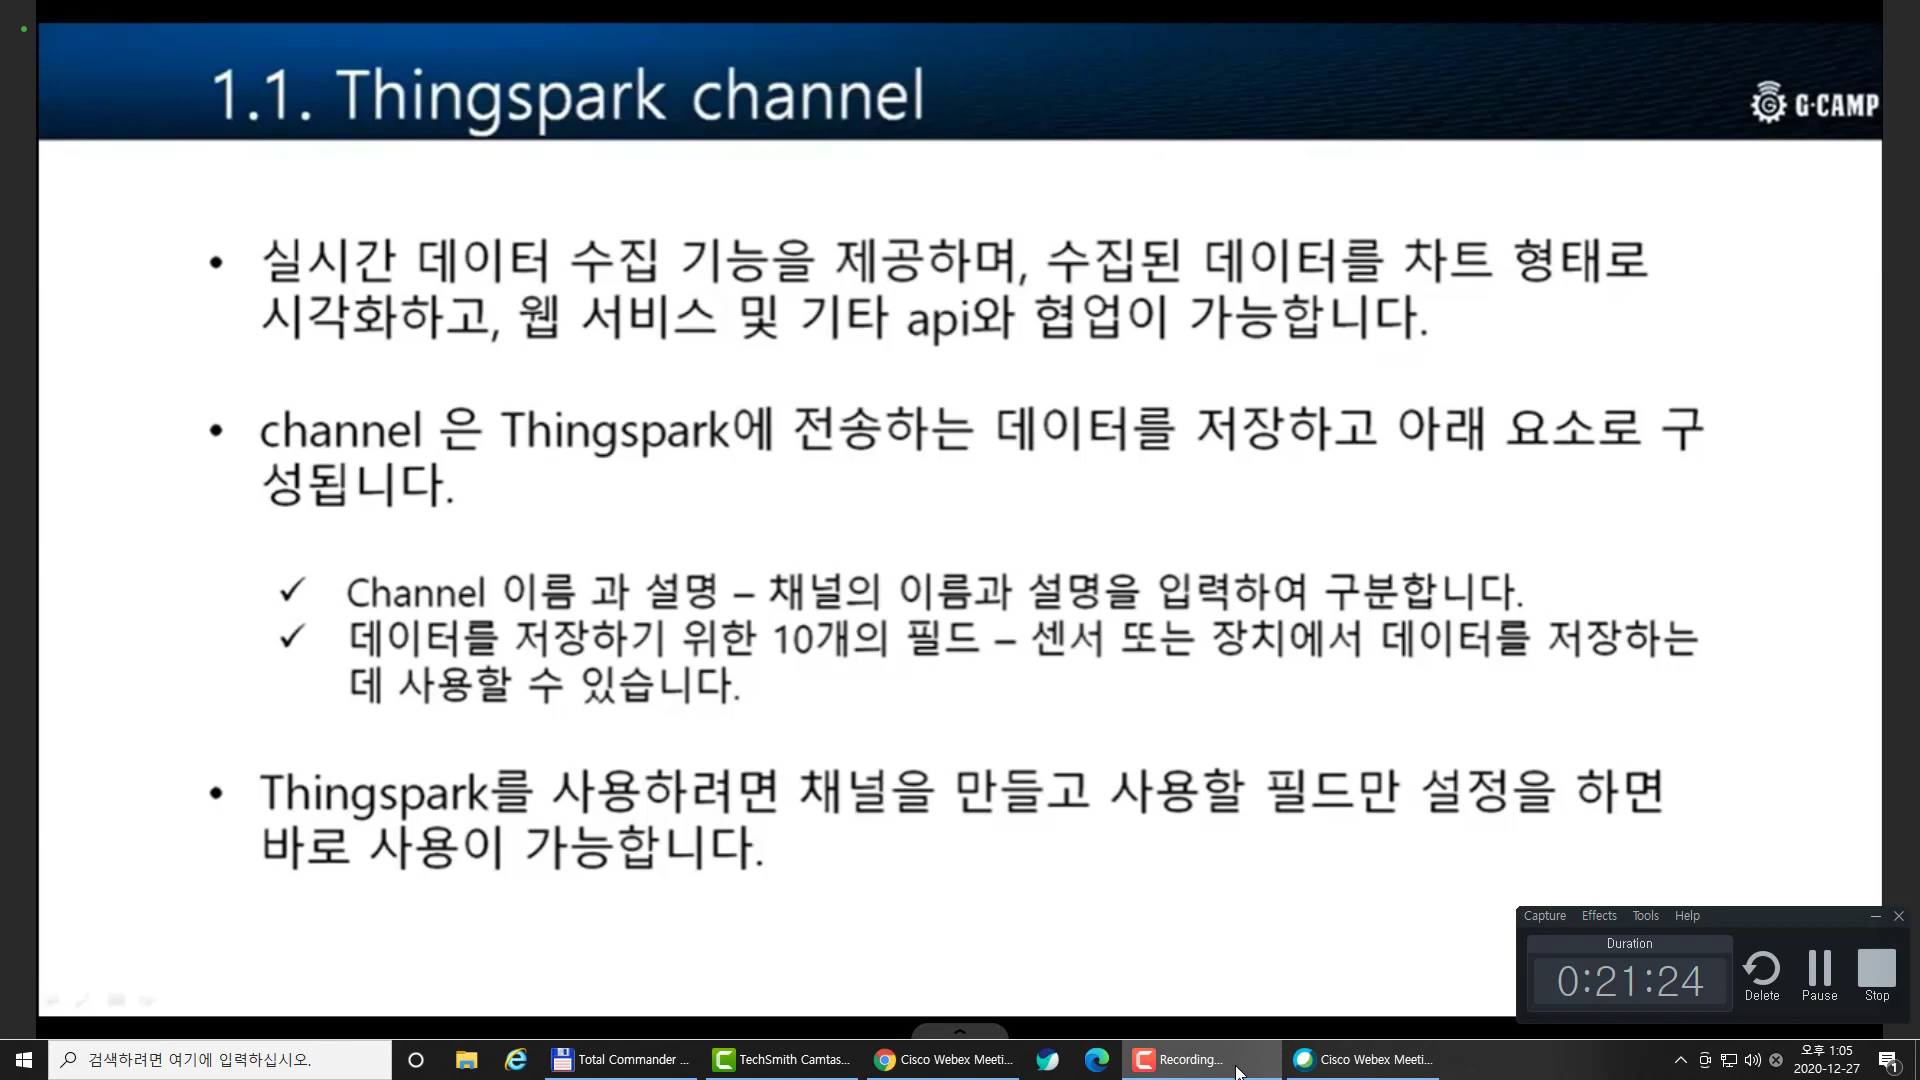 1.1. Thingspark channel
G·CAMP
• 실시간 데이터 수집 기능을 제공하며, 수집된 데이터를 차트 형태로
시각화하고, 웹 서비스 및 기타 api와 협업이 가능합니다.
• channel 은 Thingspark에 전송하는 데이터를 저장하고 아래 요소로 구
성됩니다.
✓ Channel 이름 과 설명 – 채널의 이름과 설명을 입력하여 구분합니다.
✓ 데이터를 저장하기 위한 10개의 필드 – 센서 또는 장치에서 데이터를 저장하는
데 사용할 수 있습니다.
• Thingspark를 사용하려면 채널을 만들고 사용할 필드만 설정을 하면
바로 사용이 가능합니다.
Capture Effects Tools Help
Duration
0:21:24
Delete Pause Stop
검색하려면 여기에 입력하십시오.
Total Commander ...
TechSmith Camtas...
Cisco Webex Meeti...
Recording...
Cisco Webex Meeti...
오후 1:05
2020-12-27
1